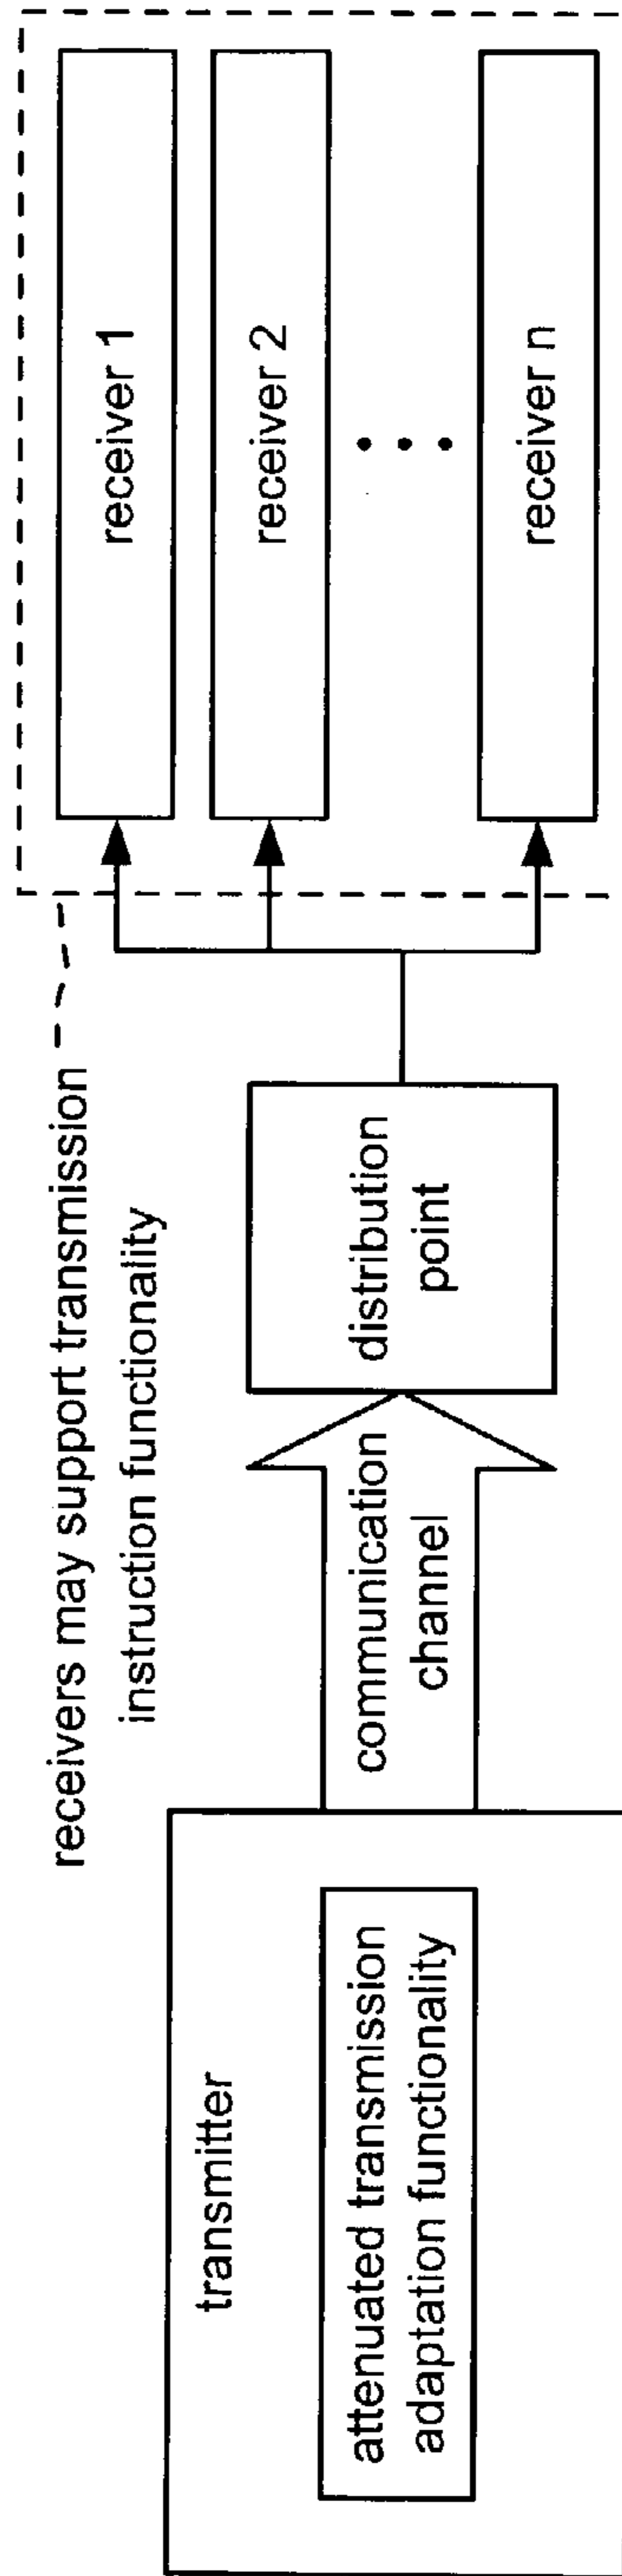 transmitter
attenuated transmission
adaptation functionality
communication
channel
distribution
point
receivers may support transmission
instruction functionality
receiver 1
receiver 2
receiver n